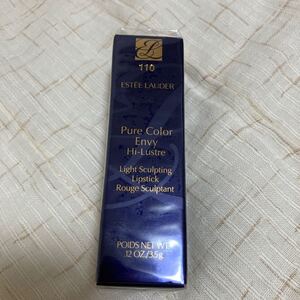 110
ESTĒE LAUDER
Pure Color
Envy
Hi-Lustre
Light Sculpting
Lipstick
Rouge Sculptant
POIDS NET WT.
.12 OZ./3.5g